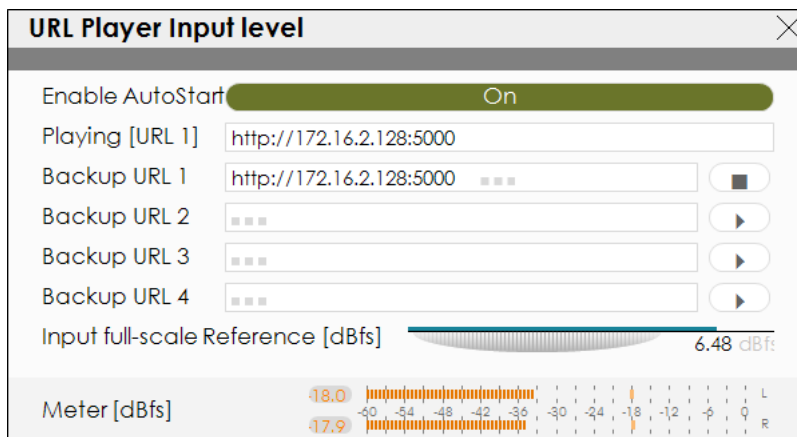 URL Player Input level
Enable AutoStart On
Playing [URL 1] http://172.16.2.128:5000
Backup URL 1 http://172.16.2.128:5000
Backup URL 2
Backup URL 3
Backup URL 4
Input full-scale Reference [dBfs] 6.48 dBfs
-18.0 L
Meter [dBfs] -60 -54 -48 -42 -36 -30 -24 -18 -12 -6 0
-17.9 R